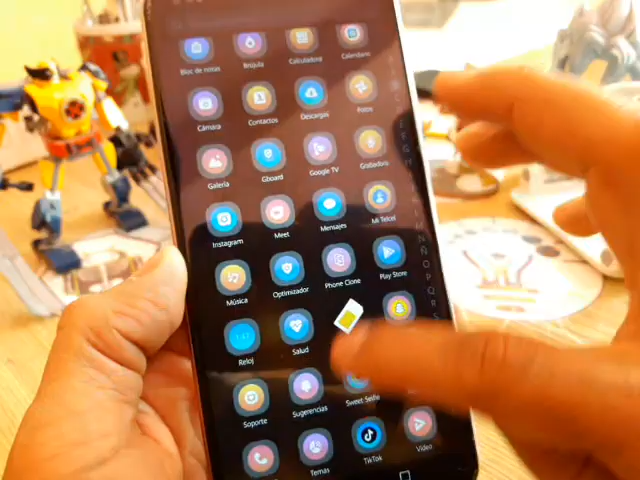 Bloc de notas Brújula Calculadora Calendario
Cámara Contactos Descargas Fotos
Galería Gboard Google TV Grabadora
Instagram Meet Mensajes Mi Telcel
Música Optimizador Phone Clone Play Store
Reloj Salud
Soporte Sugerencias Sweet Selfie
Temas TikTok Video